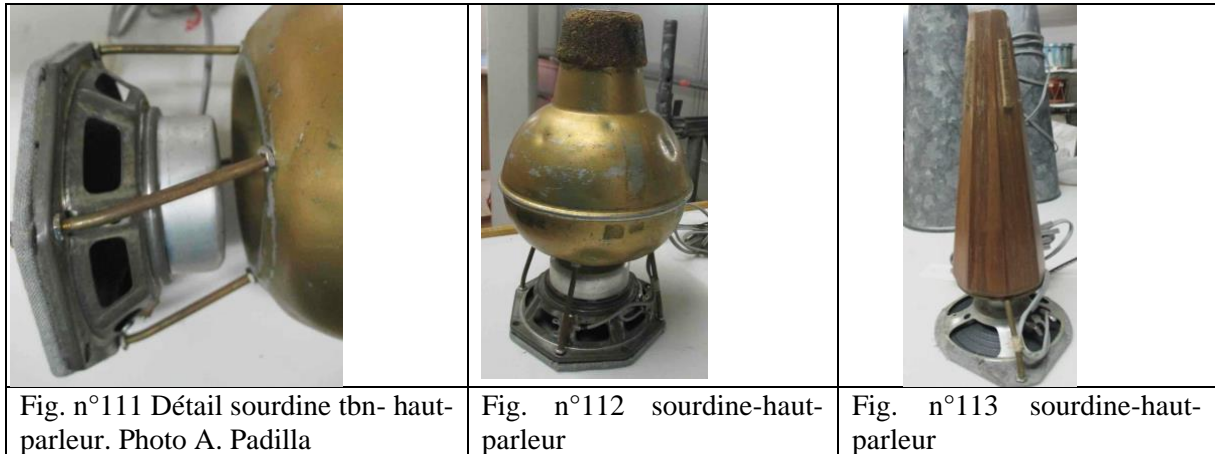 Fig. n°111 Détail sourdine tbn- haut-
parleur. Photo A. Padilla
Fig. n°112 sourdine-haut-
parleur
Fig. n°113 sourdine-haut-
parleur